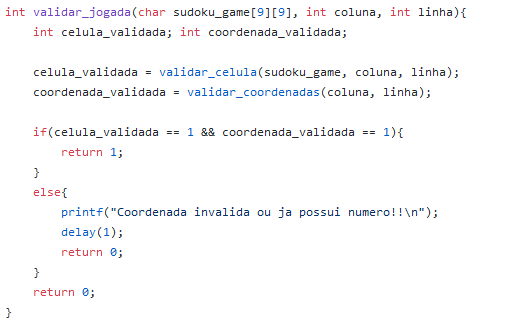 int validar_jogada(char sudoku_game[9][9], int coluna, int linha){
    int celula_validada; int coordenada_validada;

    celula_validada = validar_celula(sudoku_game, coluna, linha);
    coordenada_validada = validar_coordenadas(coluna, linha);

    if(celula_validada == 1 && coordenada_validada == 1){
        return 1;
    }
    else{
        printf("Coordenada invalida ou ja possui numero!!\n");
        delay(1);
        return 0;
    }
    return 0;
}